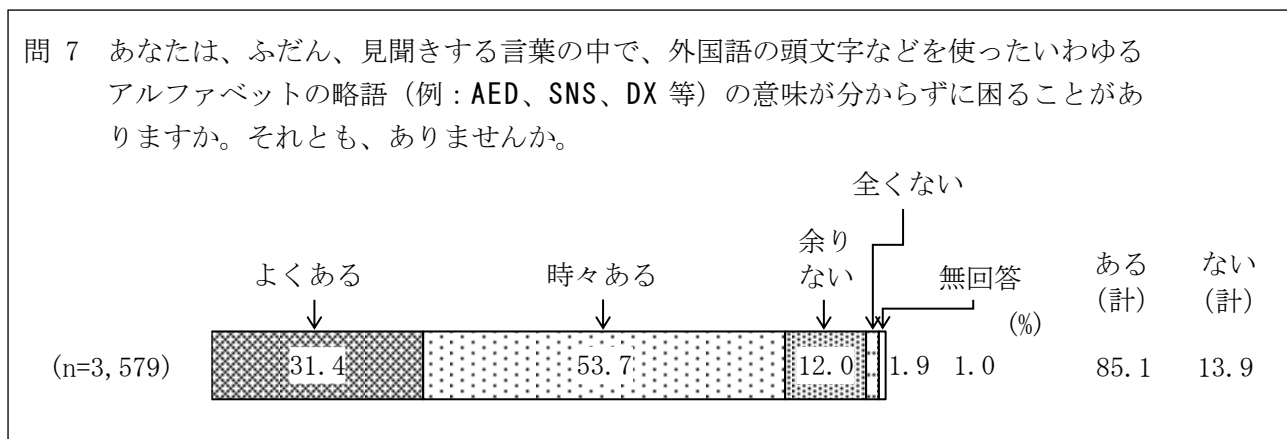 問 7 あなたは、ふだん、見聞きする言葉の中で、外国語の頭文字などを使ったいわゆる
アルファベットの略語（例：AED、SNS、DX 等）の意味が分からずに困ることがあ
りますか。それとも、ありませんか。
全くない
余り
ない
よくある 時々ある 無回答 ある ない
(計) (計)
(%)
(n=3,579) 31.4 53.7 12.0 1.9 1.0 85.1 13.9